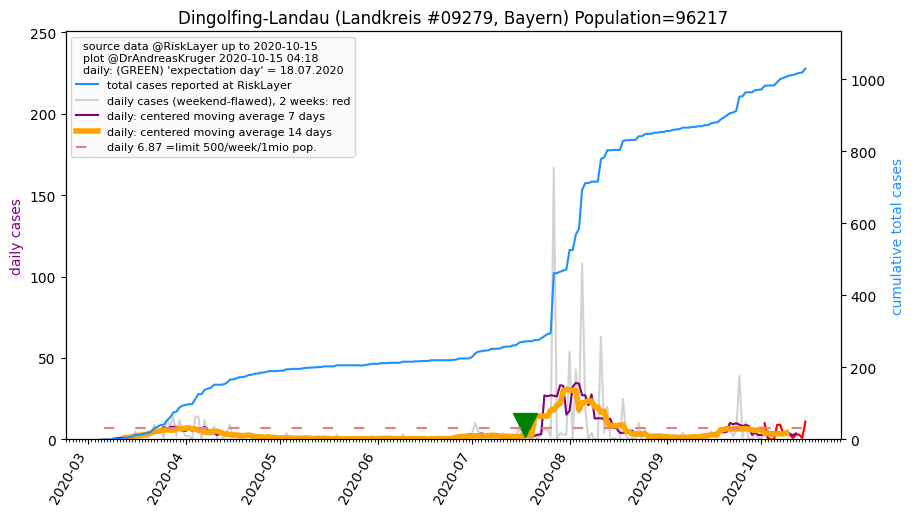 Dingolfing-Landau (Landkreis #09279, Bayern) Population=96217
source data @RiskLayer up to 2020-10-15
plot @DrAndreasKruger 2020-10-15 04:18
daily: (GREEN) 'expectation day' = 18.07.2020
total cases reported at RiskLayer
daily cases (weekend-flawed), 2 weeks: red
daily: centered moving average 7 days
daily: centered moving average 14 days
daily 6.87 =limit 500/week/1mio pop.
daily cases
250
200
150
100
50
0
cumulative total cases
1000
800
600
400
200
0
2020-03
2020-04
2020-05
2020-06
2020-07
2020-08
2020-09
2020-10